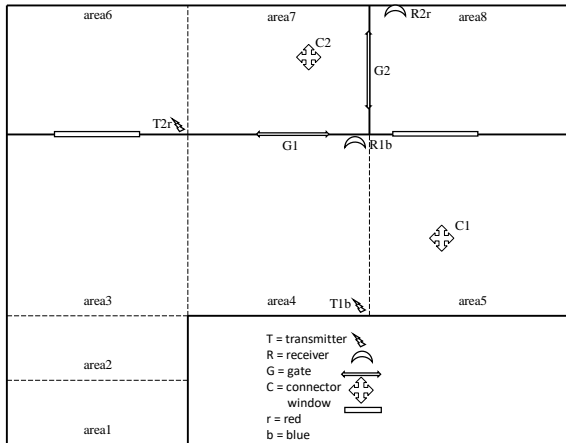 area6
area7
area8
R2r
C2
G2
T2r
G1
R1b
C1
area3
area4
T1b
area5
area2
area1
T = transmitter
R = receiver
G = gate
C = connector
window
r = red
b = blue